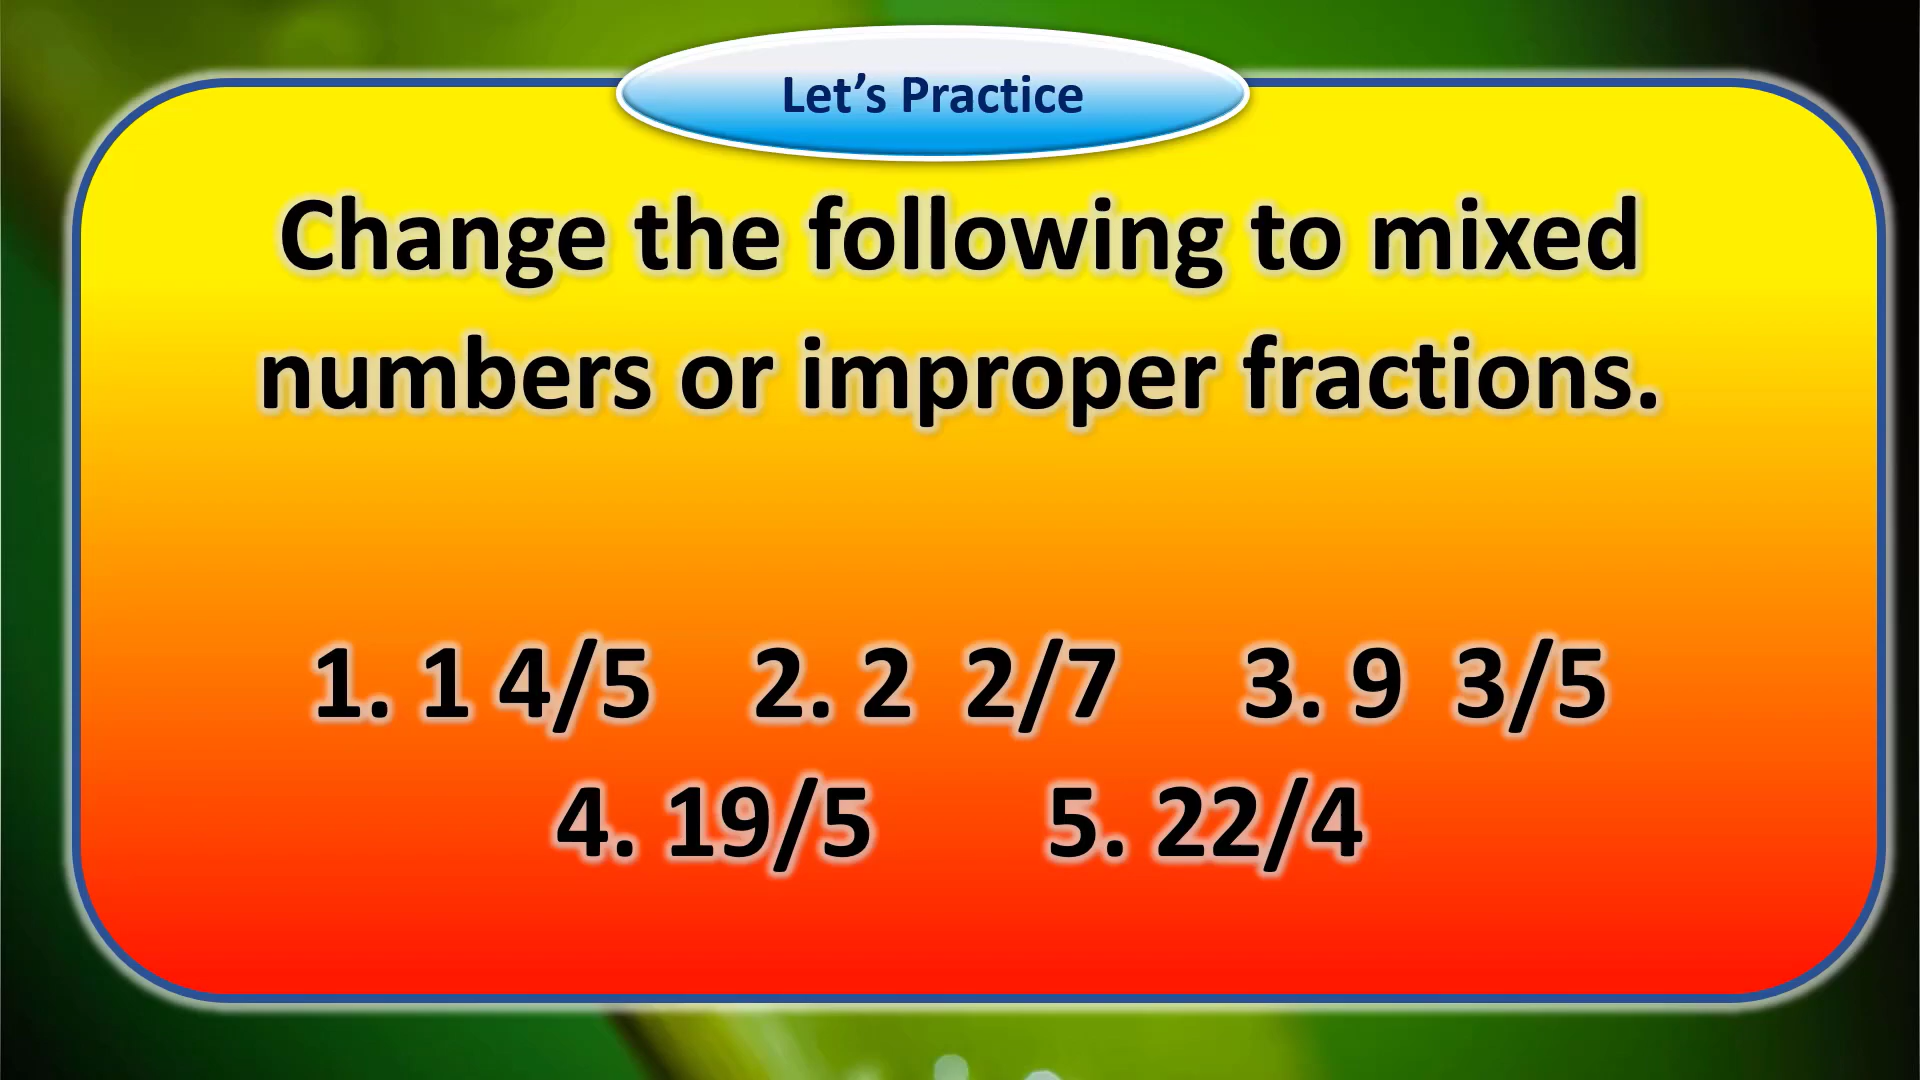 Let’s Practice
Change the following to mixed
numbers or improper fractions.
1. 1 4/5 2. 2 2/7 3. 9 3/5
4. 19/5 5. 22/4